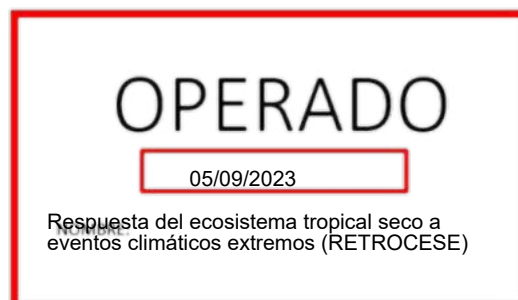 OPERADO
05/09/2023
NOMBRE:
Respuesta del ecosistema tropical seco a
eventos climáticos extremos (RETROCESE)